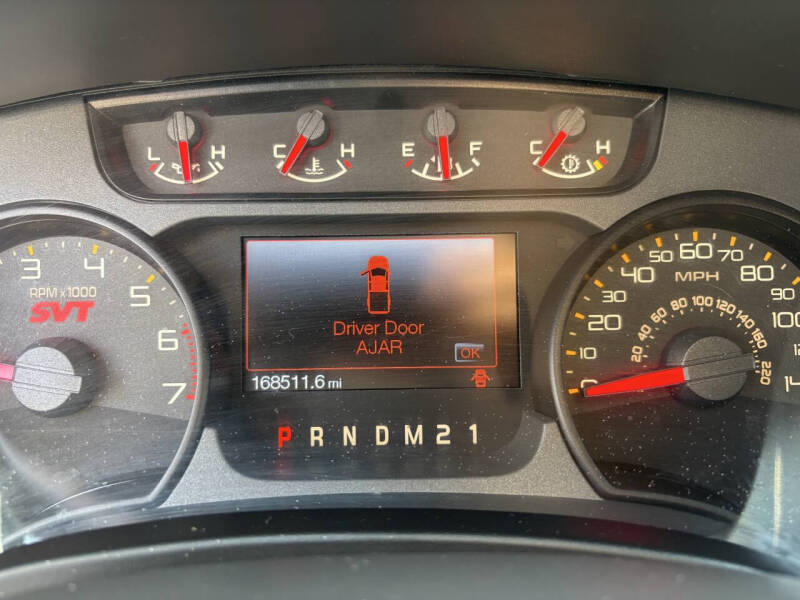 L H C H E F C H
3 4 5 6 7
RPM x1000
SVT
Driver Door
AJAR
OK
168511.6 mi
P R N D M 2 1
10 20 30 40 50 60 70 80 90 100
MPH
20 40 60 80 100 120 140 160 180 220